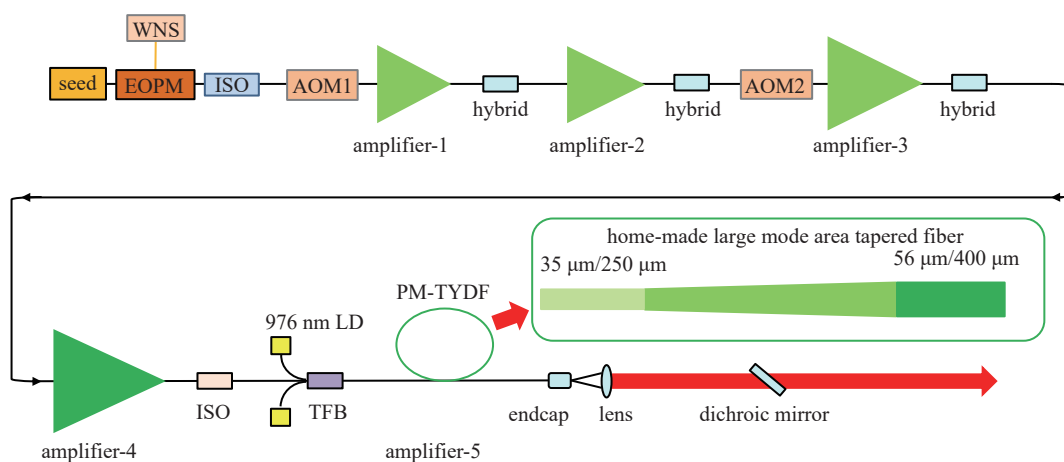 WNS
seed
EOPM
ISO
AOM1
hybrid
hybrid
AOM2
hybrid
amplifier-1
amplifier-2
amplifier-3
home-made large mode area tapered fiber
35 μm/250 μm
56 μm/400 μm
PM-TYDF
976 nm LD
ISO
TFB
endcap
lens
dichroic mirror
amplifier-4
amplifier-5